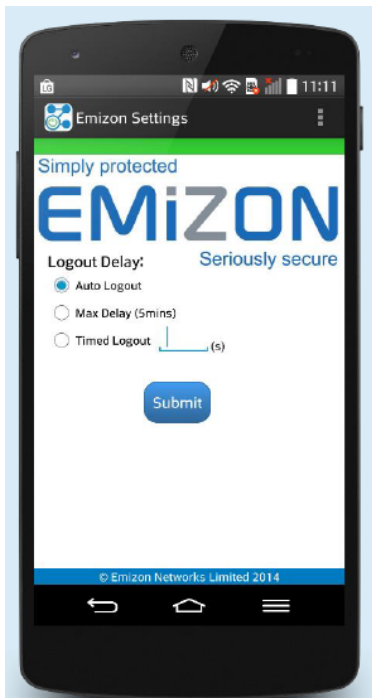 LG 11:11
Emizon Settings
Simply protected
EMiZON
Seriously secure
Logout Delay:
Auto Logout
Max Delay (5mins)
Timed Logout (s)
Submit
© Emizon Networks Limited 2014